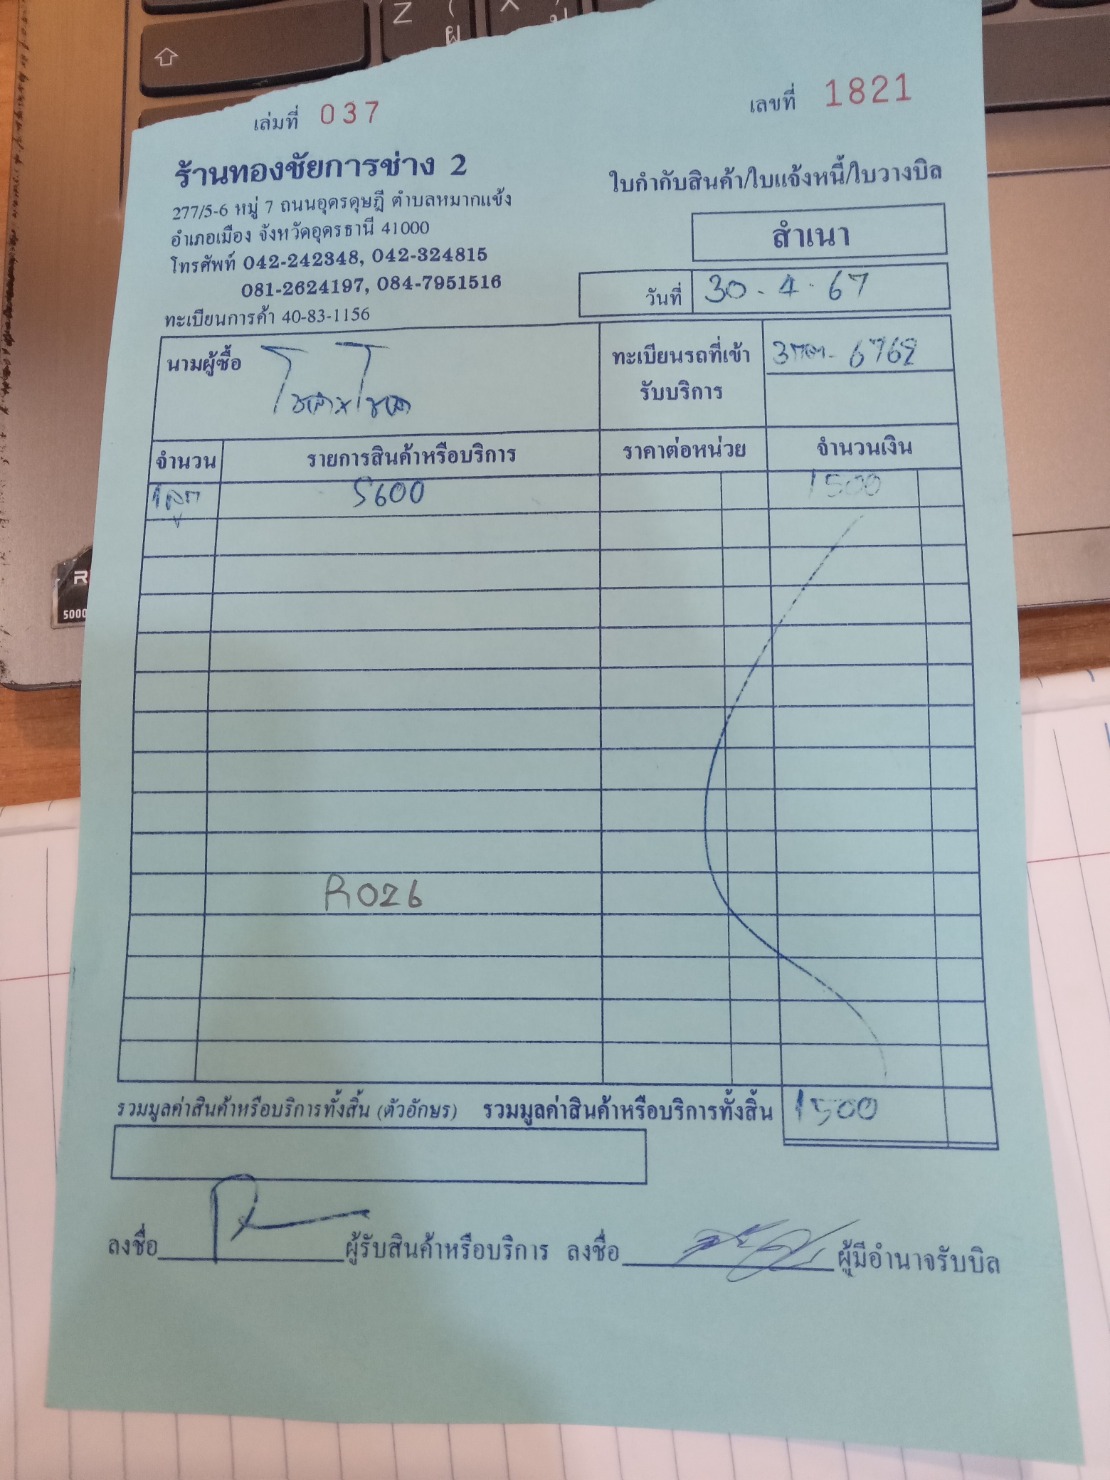 Z
ผ
X
เล่มที่ 037
เลขที่ 1821
ร้านทองชัยการช่าง 2
277/5-6 หมู่ 7 ถนนอุดรดุษฎี ตำบลหมากแข้ง
อำเภอเมือง จังหวัดอุดรธานี 41000
โทรศัพท์ 042-242348, 042-324815
081-2624197, 084-7951516
ทะเบียนการค้า 40-83-1156
ใบกำกับสินค้า/ใบแจ้งหนี้/ใบวางบิล
สำเนา
วันที่ 30-4-67
นามผู้ซื้อ
ทะเบียนรถที่เข้า
รับบริการ
6762
จำนวน รายการสินค้าหรือบริการ ราคาต่อหน่วย จำนวนเงิน
1ลูก S600 1500
R026
รวมมูลค่าสินค้าหรือบริการทั้งสิ้น (ตัวอักษร) รวมมูลค่าสินค้าหรือบริการทั้งสิ้น 1500
ลงชื่อ ผู้รับสินค้าหรือบริการ ลงชื่อ ผู้มีอำนาจรับบิล
R
5000